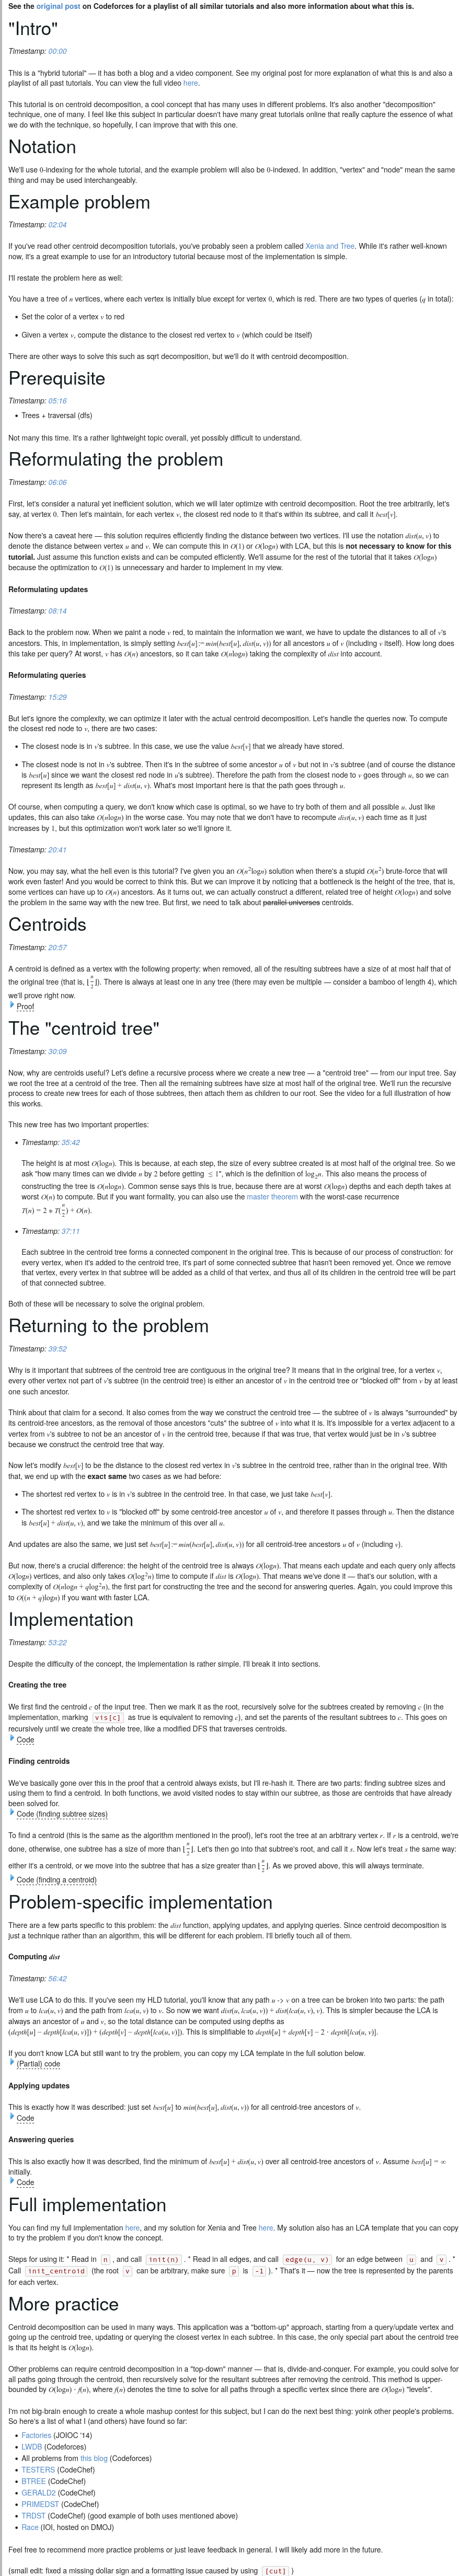 See the original post on Codeforces for a playlist of all similar tutorials and also more information about what this is.
"Intro"
Timestamp: 00:00
This is a "hybrid tutorial" — it has both a blog and a video component. See my original post for more explanation of what this is and also a
playlist of all past tutorials. You can view the full video here.
This tutorial is on centroid decomposition, a cool concept that has many uses in different problems. It's also another "decomposition"
technique, one of many. I feel like this subject in particular doesn't have many great tutorials online that really capture the essence of what
we do with the technique, so hopefully, I can improve that with this one.
Notation
We'll use 0-indexing for the whole tutorial, and the example problem will also be 0-indexed. In addition, "vertex" and "node" mean the same
thing and may be used interchangeably.
Example problem
Timestamp: 02:04
If you've read other centroid decomposition tutorials, you've probably seen a problem called Xenia and Tree. While it's rather well-known
now, it's a great example to use for an introductory tutorial because most of the implementation is simple.
I'll restate the problem here as well:
You have a tree of n vertices, where each vertex is initially blue except for vertex 0, which is red. There are two types of queries (q in total):
• Set the color of a vertex v to red
• Given a vertex v, compute the distance to the closest red vertex to v (which could be itself)
There are other ways to solve this such as sqrt decomposition, but we'll do it with centroid decomposition.
Prerequisite
Timestamp: 05:16
• Trees + traversal (dfs)
Not many this time. It's a rather lightweight topic overall, yet possibly difficult to understand.
Reformulating the problem
Timestamp: 06:06
First, let's consider a natural yet inefficient solution, which we will later optimize with centroid decomposition. Root the tree arbitrarily, let's
say, at vertex 0. Then let's maintain, for each vertex v, the closest red node to it that's within its subtree, and call it best[v].
Now there's a caveat here — this solution requires efficiently finding the distance between two vertices. I'll use the notation dist(u, v) to
denote the distance between vertex u and v. We can compute this in O(1) or O(logn) with LCA, but this is not necessary to know for this
tutorial. Just assume this function exists and can be computed efficiently. We'll assume for the rest of the tutorial that it takes O(logn)
because the optimization to O(1) is unnecessary and harder to implement in my view.
Reformulating updates
Timestamp: 08:14
Back to the problem now. When we paint a node v red, to maintain the information we want, we have to update the distances to all of v's
ancestors. This, in implementation, is simply setting best[u] := min(best[u], dist(u, v)) for all ancestors u of v (including v itself). How long does
this take per query? At worst, v has O(n) ancestors, so it can take O(nlogn) taking the complexity of dist into account.
Reformulating queries
Timestamp: 15:29
But let's ignore the complexity, we can optimize it later with the actual centroid decomposition. Let's handle the queries now. To compute
the closest red node to v, there are two cases:
• The closest node is in v's subtree. In this case, we use the value best[v] that we already have stored.
• The closest node is not in v's subtree. Then it's in the subtree of some ancestor u of v but not in v's subtree (and of course the distance
is best[u] since we want the closest red node in u's subtree). Therefore the path from the closest node to v goes through u, so we can
represent its length as best[u] + dist(u, v). What's most important here is that the path goes through u.
Of course, when computing a query, we don't know which case is optimal, so we have to try both of them and all possible u. Just like
updates, this can also take O(nlogn) in the worse case. You may note that we don't have to recompute dist(u, v) each time as it just
increases by 1, but this optimization won't work later so we'll ignore it.
Timestamp: 20:41
Now, you may say, what the hell even is this tutorial? I've given you an O(n²logn) solution when there's a stupid O(n²) brute-force that will
work even faster! And you would be correct to think this. But we can improve it by noticing that a bottleneck is the height of the tree, that is,
some vertices can have up to O(n) ancestors. As it turns out, we can actually construct a different, related tree of height O(logn) and solve
the problem in the same way with the new tree. But first, we need to talk about parallel universes centroids.
Centroids
Timestamp: 20:57
A centroid is defined as a vertex with the following property: when removed, all of the resulting subtrees have a size of at most half that of
the original tree (that is, ⌊n/2⌋). There is always at least one in any tree (there may even be multiple — consider a bamboo of length 4), which
we'll prove right now.
Proof
The "centroid tree"
Timestamp: 30:09
Now, why are centroids useful? Let's define a recursive process where we create a new tree — a "centroid tree" — from our input tree. Say
we root the tree at a centroid of the tree. Then all the remaining subtrees have size at most half of the original tree. We'll run the recursive
process to create new trees for each of those subtrees, then attach them as children to our root. See the video for a full illustration of how
this works.
This new tree has two important properties:
• Timestamp: 35:42
The height is at most O(logn). This is because, at each step, the size of every subtree created is at most half of the original tree. So we
ask "how many times can we divide n by 2 before getting ≤ 1", which is the definition of log₂n. This also means the process of
constructing the tree is O(nlogn). Common sense says this is true, because there are at worst O(logn) depths and each depth takes at
worst O(n) to compute. But if you want formality, you can also use the master theorem with the worst-case recurrence
T(n) = 2 * T(n/2) + O(n).
• Timestamp: 37:11
Each subtree in the centroid tree forms a connected component in the original tree. This is because of our process of construction: for
every vertex, when it's added to the centroid tree, it's part of some connected subtree that hasn't been removed yet. Once we remove
that vertex, every vertex in that subtree will be added as a child of that vertex, and thus all of its children in the centroid tree will be part
of that connected subtree.
Both of these will be necessary to solve the original problem.
Returning to the problem
Timestamp: 39:52
Why is it important that subtrees of the centroid tree are contiguous in the original tree? It means that in the original tree, for a vertex v,
every other vertex not part of v's subtree (in the centroid tree) is either an ancestor of v in the centroid tree or "blocked off" from v by at least
one such ancestor.
Think about that claim for a second. It also comes from the way we construct the centroid tree — the subtree of v is always "surrounded" by
its centroid-tree ancestors, as the removal of those ancestors "cuts" the subtree of v into what it is. It's impossible for a vertex adjacent to a
vertex from v's subtree to not be an ancestor of v in the centroid tree, because if that was true, that vertex would just be in v's subtree
because we construct the centroid tree that way.
Now let's modify best[v] to be the distance to the closest red vertex in v's subtree in the centroid tree, rather than in the original tree. With
that, we end up with the exact same two cases as we had before:
• The shortest red vertex to v is in v's subtree in the centroid tree. In that case, we just take best[v].
• The shortest red vertex to v is "blocked off" by some centroid-tree ancestor u of v, and therefore it passes through u. Then the distance
is best[u] + dist(u, v), and we take the minimum of this over all u.
And updates are also the same, we just set best[u] := min(best[u], dist(u, v)) for all centroid-tree ancestors u of v (including v).
But now, there's a crucial difference: the height of the centroid tree is always O(logn). That means each update and each query only affects
O(logn) vertices, and also only takes O(log²n) time to compute if dist is O(logn). That means we've done it — that's our solution, with a
complexity of O(nlogn + qlog²n), the first part for constructing the tree and the second for answering queries. Again, you could improve this
to O((n + q)logn) if you want with faster LCA.
Implementation
Timestamp: 53:22
Despite the difficulty of the concept, the implementation is rather simple. I'll break it into sections.
Creating the tree
We first find the centroid c of the input tree. Then we mark it as the root, recursively solve for the subtrees created by removing c (in the
implementation, marking vis[c] as true is equivalent to removing c), and set the parents of the resultant subtrees to c. This goes on
recursively until we create the whole tree, like a modified DFS that traverses centroids.
Code
Finding centroids
We've basically gone over this in the proof that a centroid always exists, but I'll re-hash it. There are two parts: finding subtree sizes and
using them to find a centroid. In both functions, we avoid visited nodes to stay within our subtree, as those are centroids that have already
been solved for.
Code (finding subtree sizes)
To find a centroid (this is the same as the algorithm mentioned in the proof), let's root the tree at an arbitrary vertex r. If r is a centroid, we're
done, otherwise, one subtree has a size of more than ⌊n/2⌋. Let's then go into that subtree's root, and call it s. Now let's treat s the same way:
either it's a centroid, or we move into the subtree that has a size greater than ⌊n/2⌋. As we proved above, this will always terminate.
Code (finding a centroid)
Problem-specific implementation
There are a few parts specific to this problem: the dist function, applying updates, and applying queries. Since centroid decomposition is
just a technique rather than an algorithm, this will be different for each problem. I'll briefly touch all of them.
Computing dist
Timestamp: 56:42
We'll use LCA to do this. If you've seen my HLD tutorial, you'll know that any path u -> v on a tree can be broken into two parts: the path
from u to lca(u, v) and the path from lca(u, v) to v. So now we want dist(u, lca(u, v)) + dist(lca(u, v), v). This is simpler because the LCA is
always an ancestor of u and v, so the total distance can be computed using depths as
(depth[u] − depth[lca(u, v)]) + (depth[v] − depth[lca(u, v)]). This is simplifiable to depth[u] + depth[v] − 2 · depth[lca(u, v)].
If you don't know LCA but still want to try the problem, you can copy my LCA template in the full solution below.
(Partial) code
Applying updates
This is exactly how it was described: just set best[u] to min(best[u], dist(u, v)) for all centroid-tree ancestors of v.
Code
Answering queries
This is also exactly how it was described, find the minimum of best[u] + dist(u, v) over all centroid-tree ancestors of v. Assume best[u] = ∞
initially.
Code
Full implementation
You can find my full implementation here, and my solution for Xenia and Tree here. My solution also has an LCA template that you can copy
to try the problem if you don't know the concept.
Steps for using it: * Read in n , and call init(n) . * Read in all edges, and call edge(u, v) for an edge between u and v . *
Call init_centroid (the root v can be arbitrary, make sure p is -1 ). * That's it — now the tree is represented by the parents
for each vertex.
More practice
Centroid decomposition can be used in many ways. This application was a "bottom-up" approach, starting from a query/update vertex and
going up the centroid tree, updating or querying the closest vertex in each subtree. In this case, the only special part about the centroid tree
is that its height is O(logn).
Other problems can require centroid decomposition in a "top down" manner — that is, divide-and-conquer. For example, you could solve for
all paths going through the centroid, then recursively solve for the resultant subtrees after removing the centroid. This method is upper-
bounded by O(logn) · f(n), where f(n) denotes the time to solve for all paths through a specific vertex since there are O(logn) "levels".
I'm not big-brain enough to create a whole mashup contest for this subject, but I can do the next best thing: yoink other people's problems.
So here's a list of what I (and others) have found so far:
• Factories (JOIOC '14)
• LWDB (Codeforces)
• All problems from this blog (Codeforces)
• TESTERS (CodeChef)
• BTREE (CodeChef)
• GERALD2 (CodeChef)
• PRIMEDST (CodeChef)
• TRDST (CodeChef) (good example of both uses mentioned above)
• Race (IOI, hosted on DMOJ)
Feel free to recommend more practice problems or just leave feedback in general. I will likely add more in the future.
(small edit: fixed a missing dollar sign and a formatting issue caused by using [cut] )